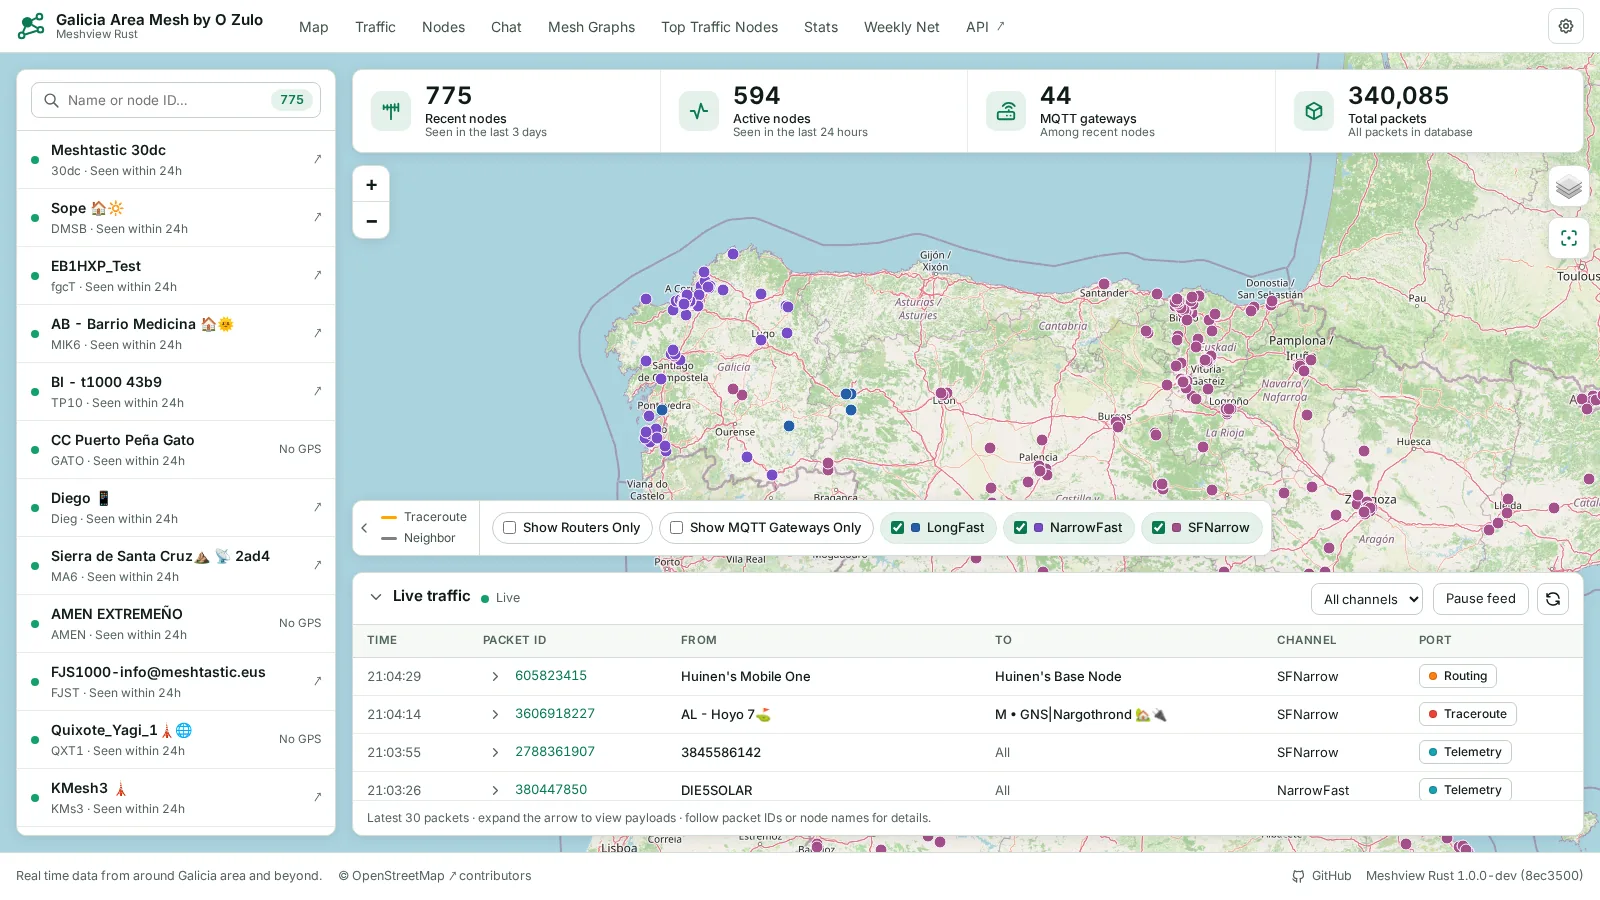 Galicia Area Mesh by O Zulo
Meshview Rust
Map Traffic Nodes Chat Mesh Graphs Top Traffic Nodes Stats Weekly Net API ↗
Name or node ID... 775
Meshtastic 30dc
30dc · Seen within 24h
Sope 🏠🔆
DMSB · Seen within 24h
EB1HXP_Test
fgcT · Seen within 24h
AB - Barrio Medicina 🏠🌞
MIK6 · Seen within 24h
BI - t1000 43b9
TP10 · Seen within 24h
CC Puerto Peña Gato
GATO · Seen within 24h
No GPS
Diego 📱
Dieg · Seen within 24h
Sierra de Santa Cruz⛰️ 📡 2ad4
MA6 · Seen within 24h
AMEN EXTREMEÑO
AMEN · Seen within 24h
No GPS
FJS1000-info@meshtastic.eus
FJST · Seen within 24h
Quixote_Yagi_1🗼🌐
QXT1 · Seen within 24h
No GPS
KMesh3 🗼
KMs3 · Seen within 24h
775
Recent nodes
Seen in the last 3 days
594
Active nodes
Seen in the last 24 hours
44
MQTT gateways
Among recent nodes
340,085
Total packets
All packets in database
+
−
Gijón /
Xixón
Santander
Donostia /
San Sebastián
Toulous
Pau
Asturies /
Asturies
Cantabria
Euskadi
Pamplona /
Lugo
Galicia
Santiago
de Compostela
Vitoria-
Gasteiz
Navarra /
Nafarroa
Logroño
León
Pontevedra
Ourense
Burgos
La Rioja
Huesca
Palencia
Viana do
Castelo
Bragança
Castilla y
Zaragoza
Lleida
Aragón
Porto
Vila Real
Lisboa
Traceroute
Neighbor
Show Routers Only
Show MQTT Gateways Only
LongFast
NarrowFast
SFNarrow
Live traffic Live
All channels
Pause feed
TIME PACKET ID FROM TO CHANNEL PORT
21:04:29 605823415 Huinen's Mobile One Huinen's Base Node SFNarrow Routing
21:04:14 3606918227 AL - Hoyo 7⛳ M • GNS|Nargothrond 🏡🔌 SFNarrow Traceroute
21:03:55 2788361907 3845586142 All SFNarrow Telemetry
21:03:26 380447850 DIE5SOLAR All NarrowFast Telemetry
Latest 30 packets · expand the arrow to view payloads · follow packet IDs or node names for details.
Real time data from around Galicia area and beyond. © OpenStreetMap ↗ contributors
GitHub Meshview Rust 1.0.0-dev (8ec3500)